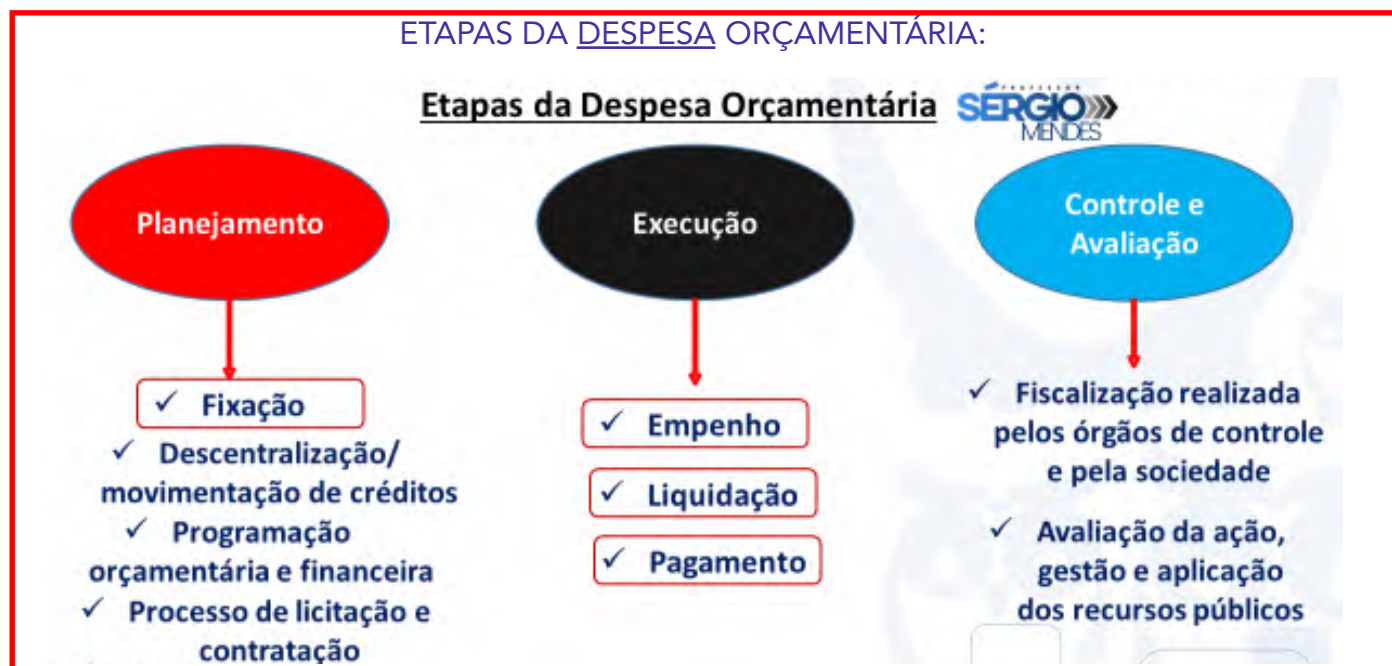 ETAPAS DA DESPESA ORÇAMENTÁRIA:
Etapas da Despesa Orçamentária
PROFESSOR
SÉRGIO
MENDES
Planejamento
✓ Fixação
✓ Descentralização/
movimentação de créditos
✓ Programação
orçamentária e financeira
✓ Processo de licitação e
contratação
Execução
✓ Empenho
✓ Liquidação
✓ Pagamento
Controle e
Avaliação
✓ Fiscalização realizada
pelos órgãos de controle
e pela sociedade
✓ Avaliação da ação,
gestão e aplicação
dos recursos públicos